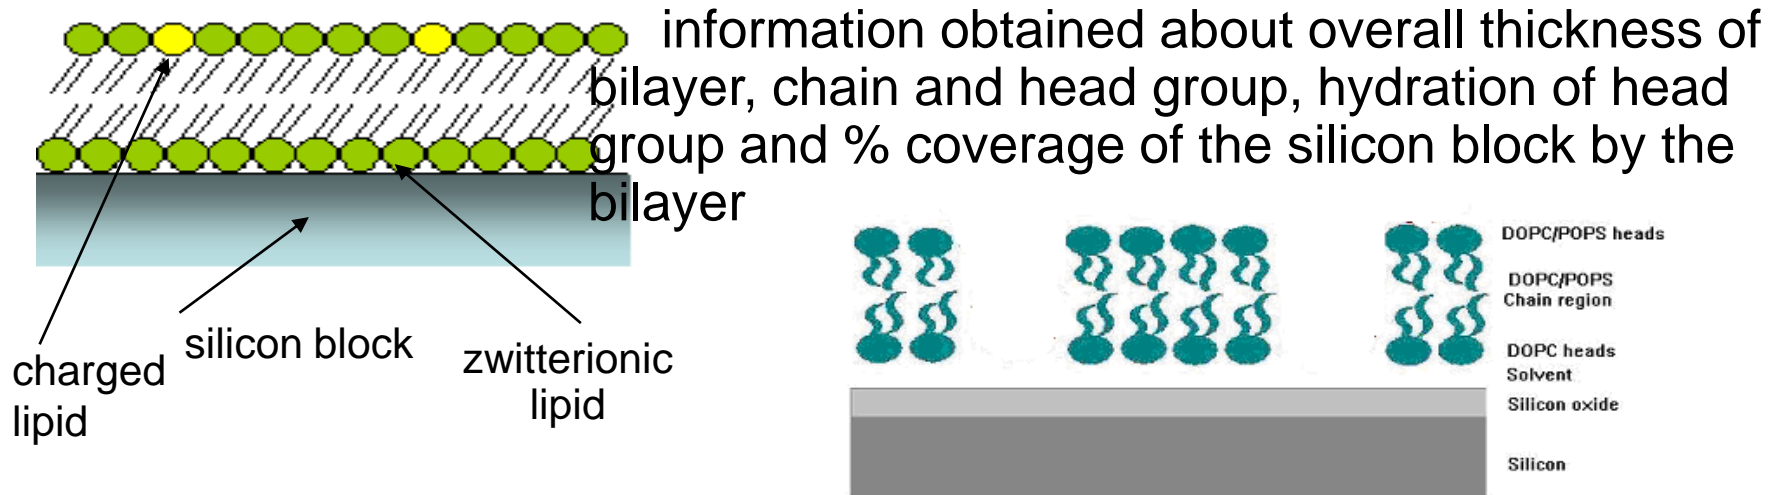 information obtained about overall thickness of
bilayer, chain and head group, hydration of head
group and % coverage of the silicon block by the
bilayer
charged
lipid
silicon block
zwitterionic
lipid
DOPC/POPS heads
DOPC/POPS
Chain region
DOPC heads
Solvent
Silicon oxide
Silicon